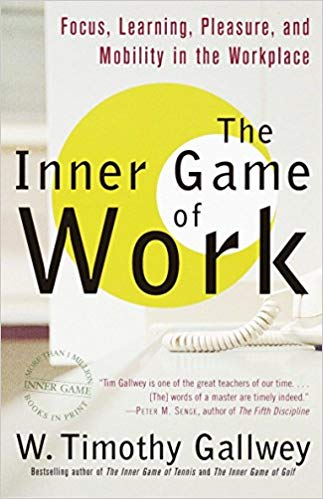 Focus, Learning, Pleasure, and
Mobility in the Workplace
The
Inner Game
of
Work
MORE THAN 1 MILLION
INNER GAME
BOOKS IN PRINT
"Tim Gallwey is one of the great teachers of our time. . . .
[The] words of a master are timely indeed."
—PETER M. SENGE, author of The Fifth Discipline
W. Timothy Gallwey
Bestselling author of The Inner Game of Tennis and The Inner Game of Golf